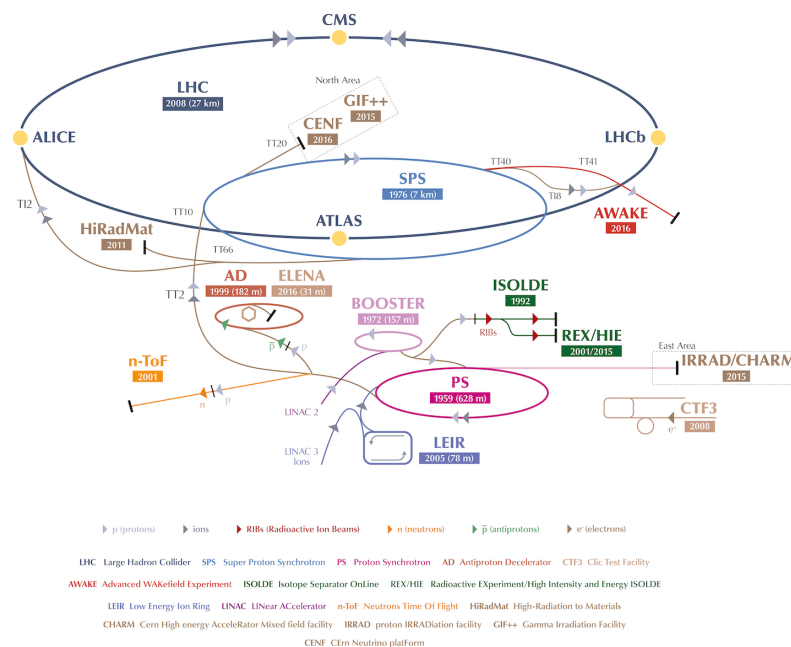 CMS
North Area
LHC
2008 (27 km)
GIF++
2015
CENF
2016
TT20
ALICE
LHCb
TT40
TT41
SPS
1976 (7 km)
TI8
TI2
TT10
ATLAS
AWAKE
2016
HiRadMat
2011
TT66
AD
1999 (182 m)
ELENA
2016 (31 m)
TT2
ISOLDE
1992
BOOSTER
1972 (157 m)
RIBs
REX/HIE
2001/2015
p
p
East Area
n-ToF
2001
IRRAD/CHARM
2015
PS
1959 (628 m)
n
p
LINAC 2
CTF3
2008
e-
LINAC 3
Ions
LEIR
2005 (78 m)
p (protons)
ions
RIBs (Radioactive Ion Beams)
n (neutrons)
p̅ (antiprotons)
e- (electrons)
LHC Large Hadron Collider SPS Super Proton Synchrotron PS Proton Synchrotron AD Antiproton Decelerator CTF3 Clic Test Facility
AWAKE Advanced WAKefield Experiment ISOLDE Isotope Separator OnLine REX/HIE Radioactive EXperiment/High Intensity and Energy ISOLDE
LEIR Low Energy Ion Ring LINAC LINear ACcelerator n-ToF Neutrons Time Of Flight HiRadMat High-Radiation to Materials
CHARM Cern High energy AcceleRator Mixed field facility IRRAD proton IRRADiation facility GIF++ Gamma Irradiation Facility
CENF CErn Neutrino platForm